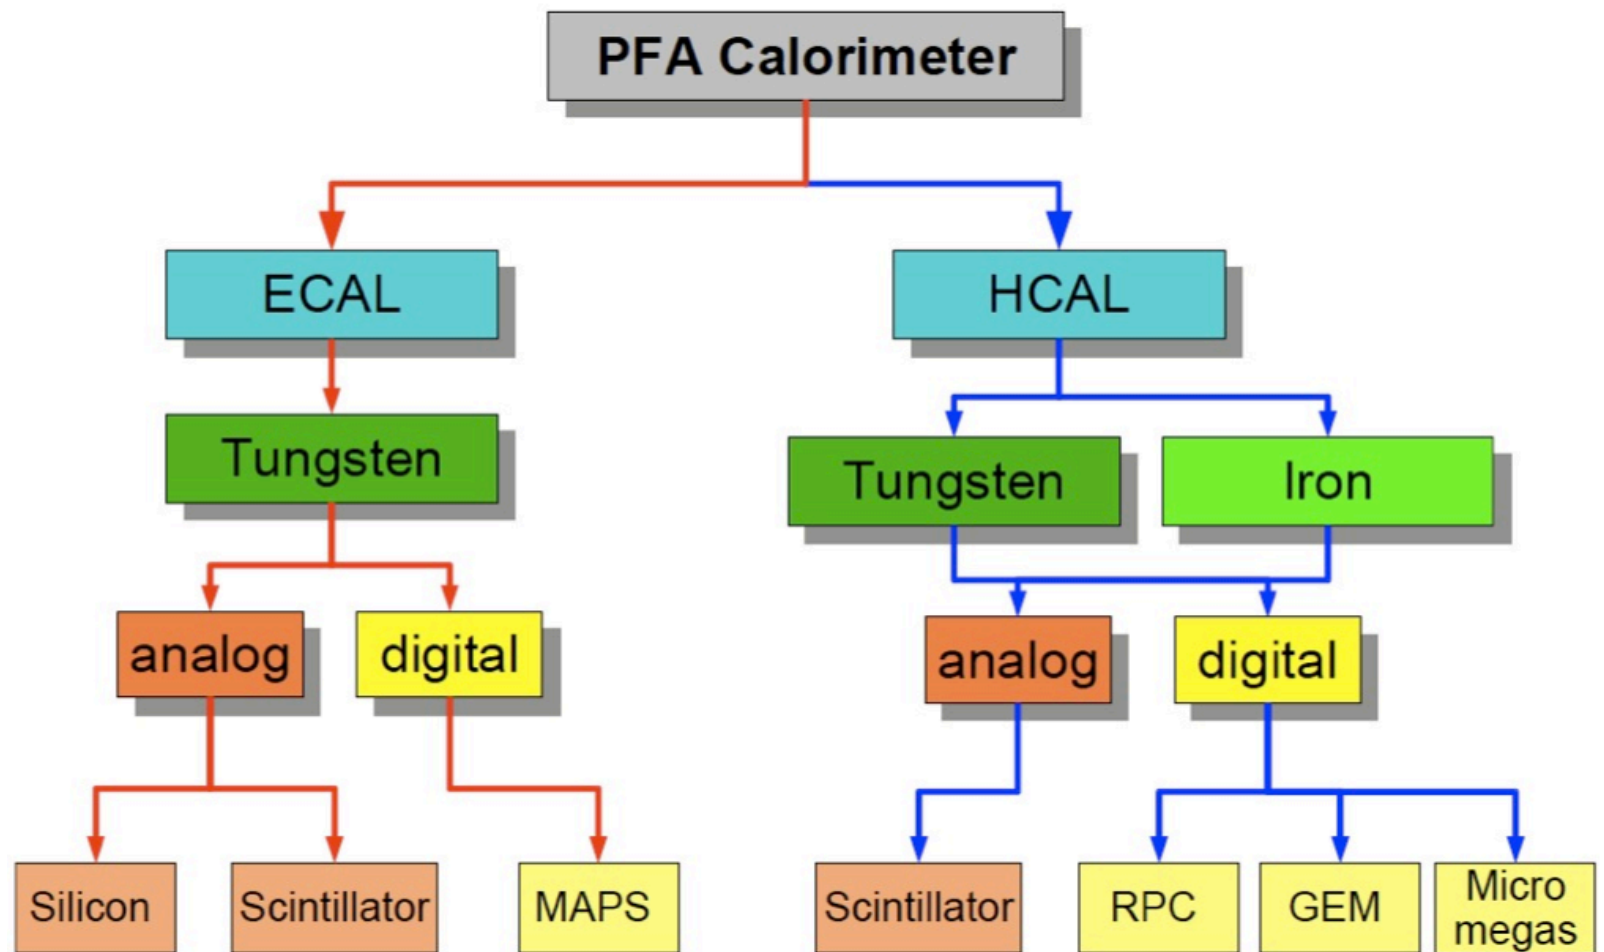 PFA Calorimeter
ECAL
HCAL
Tungsten
Tungsten
Iron
analog
digital
analog
digital
Silicon
Scintillator
MAPS
Scintillator
RPC
GEM
Micro
megas